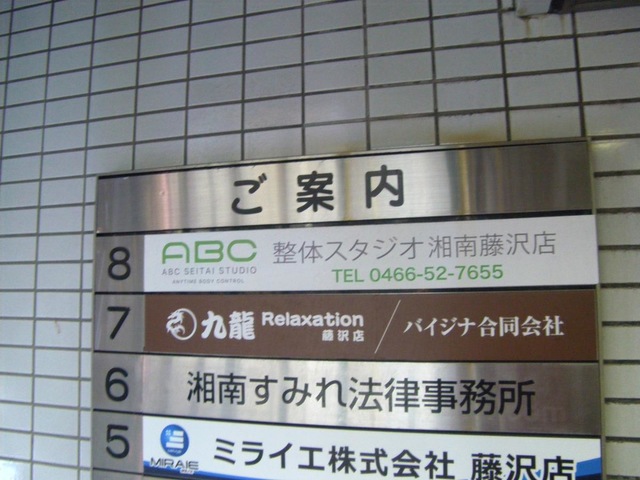 ご案内
8 ABC 整体スタジオ 湘南藤沢店
ABC SEITAI STUDIO
ANYTIME BODY CONTROL
TEL 0466-52-7655
7 九龍 Relaxation 藤沢店 / バイジナ合同会社
6 湘南すみれ法律事務所
5 MIRAIE ミライエ株式会社 藤沢店